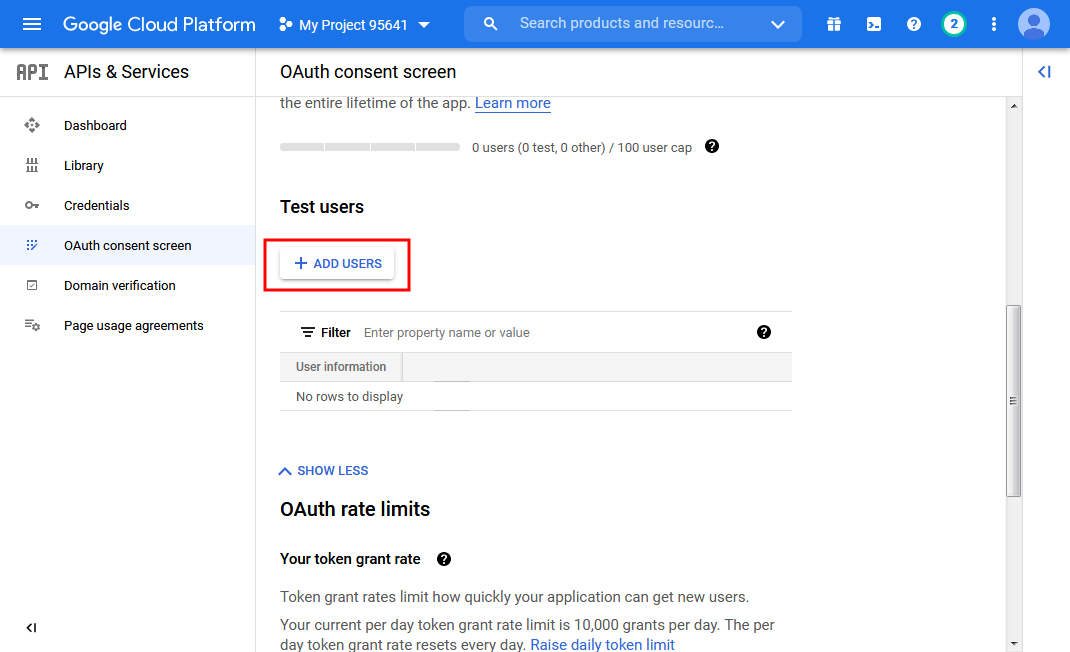 Google Cloud Platform
My Project 95641
Search products and resourc...
2
API APIs & Services
OAuth consent screen
Dashboard
Library
Credentials
OAuth consent screen
Domain verification
Page usage agreements
the entire lifetime of the app. Learn more
0 users (0 test, 0 other) / 100 user cap
Test users
+ ADD USERS
Filter Enter property name or value
User information
No rows to display
SHOW LESS
OAuth rate limits
Your token grant rate
Token grant rates limit how quickly your application can get new users.
Your current per day token grant rate limit is 10,000 grants per day. The per
day token grant rate resets every day. Raise daily token limit